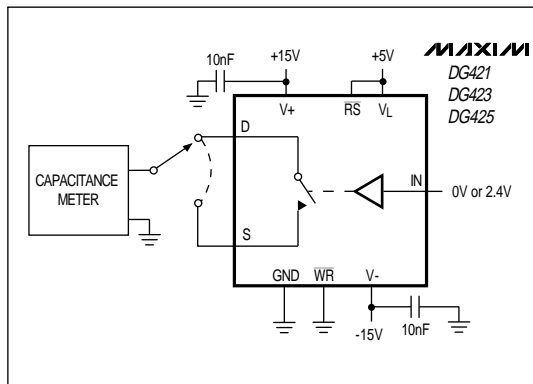 MAXIM
DG421
DG423
DG425
10nF
+15V
+5V
V+
RS
VL
D
CAPACITANCE
METER
IN
0V or 2.4V
S
GND
WR
V-
-15V
10nF